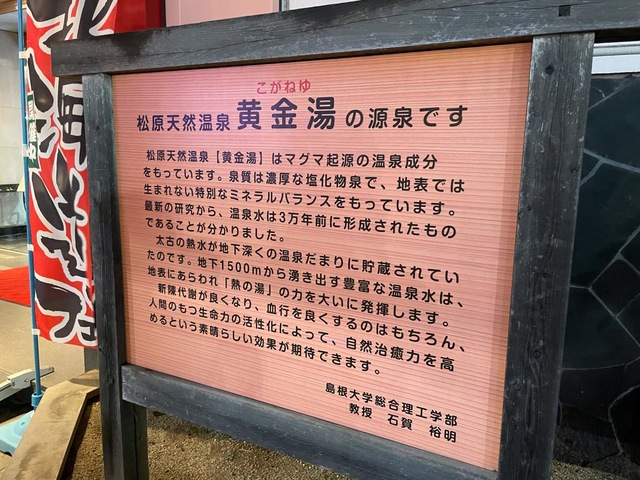 こがねゆ
松原天然温泉 黄金湯 の源泉です
松原天然温泉【黄金湯】はマグマ起源の温泉成分
をもっています。泉質は濃厚な塩化物泉で、地表では
生まれない特別なミネラルバランスをもっています。
最新の研究から、温泉水は3万年前に形成されたもの
であることが分かりました。
太古の熱水が地下深くの温泉だまりに貯蔵されてい
たのです。地下1500mから湧き出す豊富な温泉水は、
地表にあらわれ「熱の湯」の力を大いに発揮します。
新陳代謝が良くなり、血行を良くするのはもちろん、
人間のもつ生命力の活性化によって、自然治癒力を高
めるという素晴らしい効果が期待できます。
島根大学総合理工学部
教授 石賀 裕明